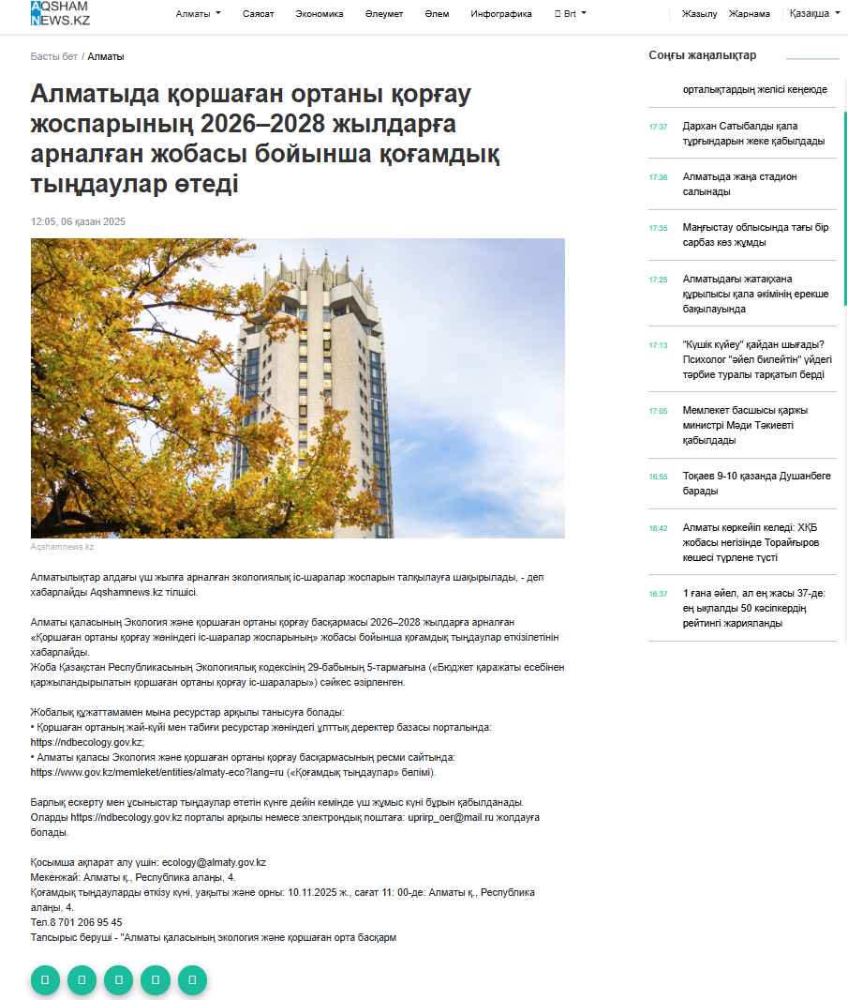 AQSHAM
NEWS.KZ
Алматы
Саясат
Экономика
Әлеумет
Әлем
Инфографика
Brt
Жазылу
Жарнама
Қазақша
Басты бет / Алматы
Алматыда қоршаған ортаны қорғау
жоспарының 2026–2028 жылдарға
арналған жобасы бойынша қоғамдық
тыңдаулар өтеді
12:05, 06 қазан 2025
Aqshamnews.kz
Алматылықтар алдағы үш жылға арналған экологиялық іс-шаралар жоспарын талқылауға шақырылады, - деп
хабарлайды Aqshamnews.kz тілшісі.
Алматы қаласының Экология және қоршаған ортаны қорғау басқармасы 2026–2028 жылдарға арналған
«Қоршаған ортаны қорғау жөніндегі іс-шаралар жоспарының» жобасы бойынша қоғамдық тыңдаулар өткізілетінін
хабарлайды.
Жоба Қазақстан Республикасының Экологиялық кодексінің 29-бабының 5-тармағына («Бюджет қаражаты есебінен
қаржыландырылатын қоршаған ортаны қорғау іс-шаралары») сәйкес әзірленген.
Жобалық құжаттамамен мына ресурстар арқылы танысуға болады:
• Қоршаған ортаның жай-күйі мен табиғи ресурстар жөніндегі ұлттық деректер базасы порталында:
https://ndbecology.gov.kz;
• Алматы қаласы Экология және қоршаған ортаны қорғау басқармасының ресми сайтында:
https://www.gov.kz/memleket/entities/almaty-eco?lang=ru («Қоғамдық тыңдаулар» бөлімі).
Барлық ескерту мен ұсыныстар тыңдаулар өтетін күнге дейін кемінде үш жұмыс күні бұрын қабылданады.
Оларды https://ndbecology.gov.kz порталы арқылы немесе электрондық поштаға: uprirp_oer@mail.ru жолдауға
болады.
Қосымша ақпарат алу үшін: ecology@almaty.gov.kz
Мекенжай: Алматы қ., Республика алаңы, 4.
Қоғамдық тыңдауларды өткізу күні, уақыты және орны: 10.11.2025 ж., сағат 11: 00-де: Алматы қ., Республика
алаңы, 4.
Тел.8 701 206 95 45
Тапсырыс беруші - "Алматы қаласының экология және қоршаған орта басқарм
Соңғы жаңалықтар
орталықтардың желісі кеңеюде
17:37
Дархан Сатыбалды қала
тұрғындарын жеке қабылдады
17:36
Алматыда жаңа стадион
салынады
17:35
Маңғыстау облысында тағы бір
сарбаз көз жұмды
17:25
Алматыдағы жатақхана
құрылысы қала әкімінің ерекше
бақылауында
17:13
"Күшік күйеу" қайдан шығады?
Психолог "әйел билейтін" үйдегі
тәрбие туралы тарқатып берді
17:05
Мемлекет басшысы қаржы
министрі Мәди Тәкиевті
қабылдады
16:55
Тоқаев 9-10 қазанда Душанбеге
барады
16:42
Алматы көркейіп келеді: ХҚБ
жобасы негізінде Торайғыров
көшесі түрлене түсті
16:37
1 ғана әйел, ал ең жасы 37-де:
ең ықпалды 50 кәсіпкердің
рейтингі жарияланды